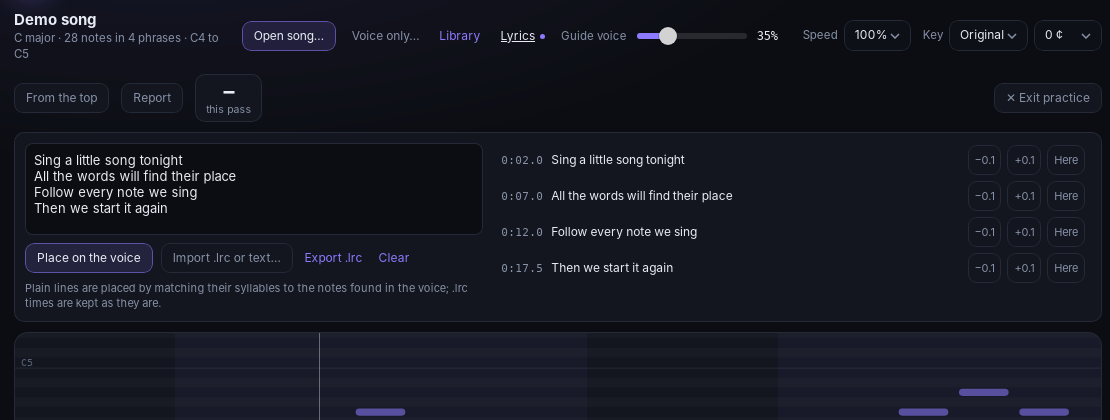 Demo song
C major · 28 notes in 4 phrases · C4 to
C5
Open song... Voice only... Library Lyrics Guide voice 35% Speed 100% Key Original 0 ¢
From the top Report – this pass ✕ Exit practice
Sing a little song tonight
All the words will find their place
Follow every note we sing
Then we start it again
Place on the voice Import .lrc or text... Export .lrc Clear
Plain lines are placed by matching their syllables to the notes found in the voice; .lrc
times are kept as they are.
0:02.0 Sing a little song tonight −0.1 +0.1 Here
0:07.0 All the words will find their place −0.1 +0.1 Here
0:12.0 Follow every note we sing −0.1 +0.1 Here
0:17.5 Then we start it again −0.1 +0.1 Here
C5